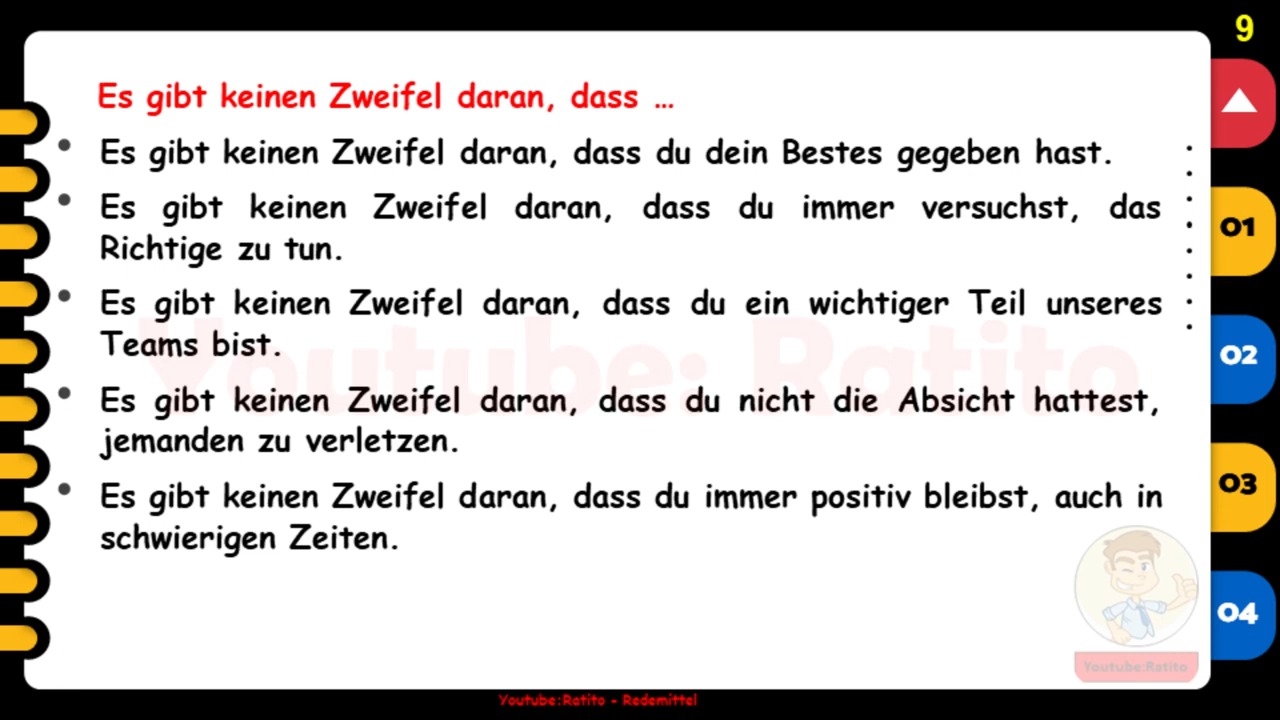 9
Es gibt keinen Zweifel daran, dass ...
• Es gibt keinen Zweifel daran, dass du dein Bestes gegeben hast.
• Es gibt keinen Zweifel daran, dass du immer versuchst, das
Richtige zu tun.
• Es gibt keinen Zweifel daran, dass du ein wichtiger Teil unseres
Teams bist.
• Es gibt keinen Zweifel daran, dass du nicht die Absicht hattest,
jemanden zu verletzen.
• Es gibt keinen Zweifel daran, dass du immer positiv bleibst, auch in
schwierigen Zeiten.
Youtube: Ratito
01
02
03
04
Youtube:Ratito
Youtube:Ratito - Redemittel